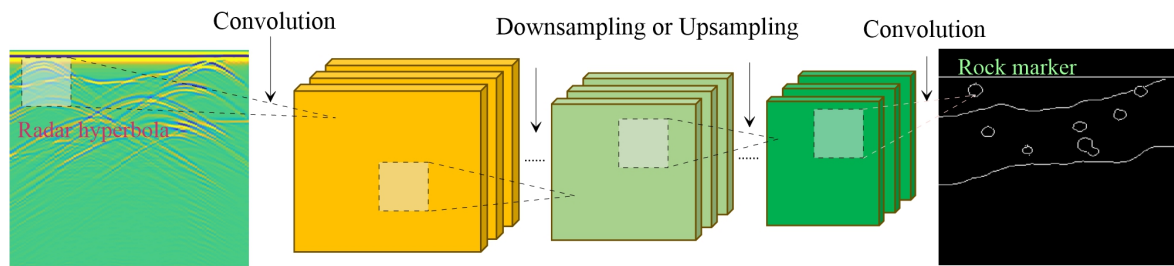 Convolution
Downsampling or Upsampling
Convolution
Radar hyperbola
......
......
Rock marker